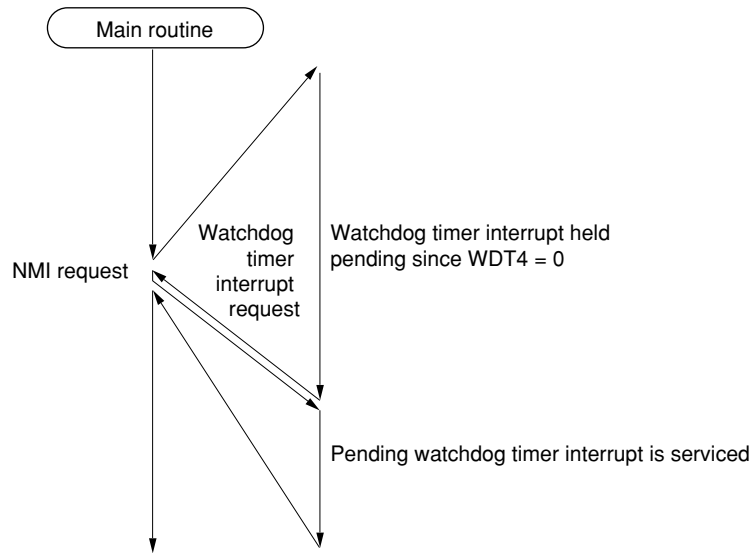 Main routine
NMI request
Watchdog
timer
interrupt
request
Watchdog timer interrupt held
pending since WDT4 = 0
Pending watchdog timer interrupt is serviced